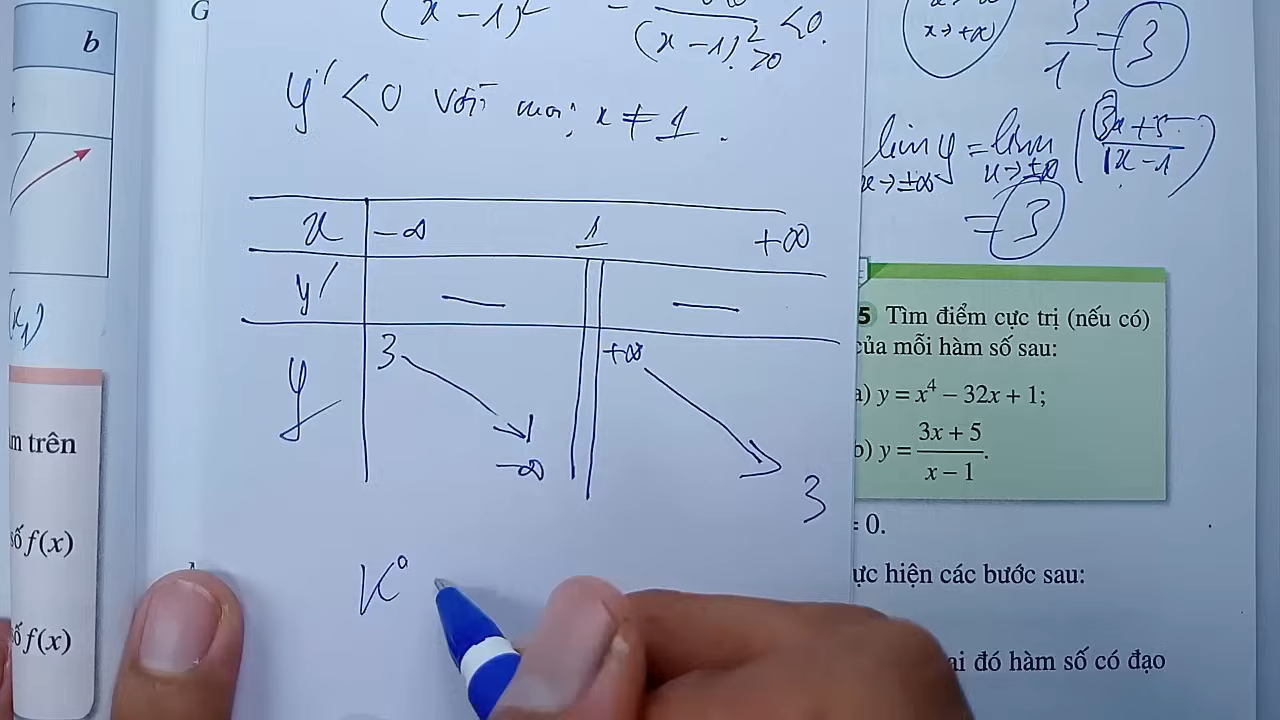 b
G
(x - 1)²
(x - 1)² > 0 < 0.
y' < 0 với mọi x ≠ 1.
x -∞ 1 +∞
y' — —
y 3 -∞ +∞ 3
K°
x → +∞
3/1 = 3
lim y = lim (3x + 5 / 1x - 1)
x → ±∞ x → ±∞
= 3
5 Tìm điểm cực trị (nếu có)
của mỗi hàm số sau:
a) y = x⁴ − 32x + 1;
b) y = 3x + 5 / x − 1.
= 0.
ực hiện các bước sau:
ại đó hàm số có đạo
(x₁)
m trên
số f(x)
số f(x)